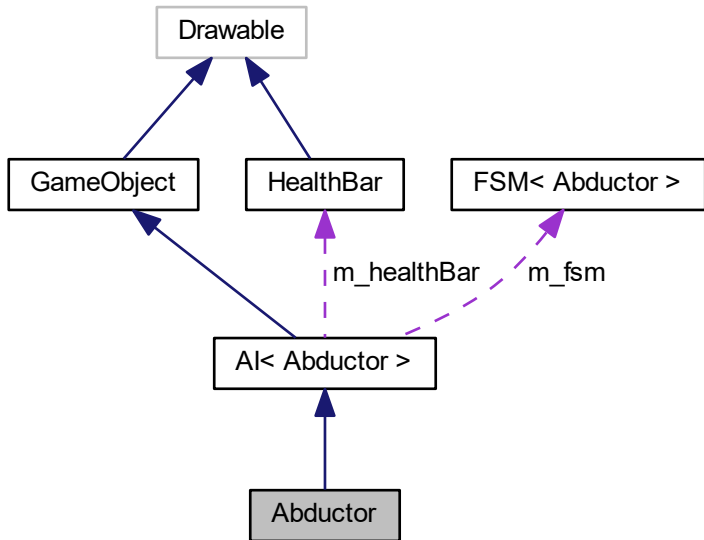 Drawable
GameObject
HealthBar
FSM< Abductor >
m_healthBar
m_fsm
AI< Abductor >
Abductor